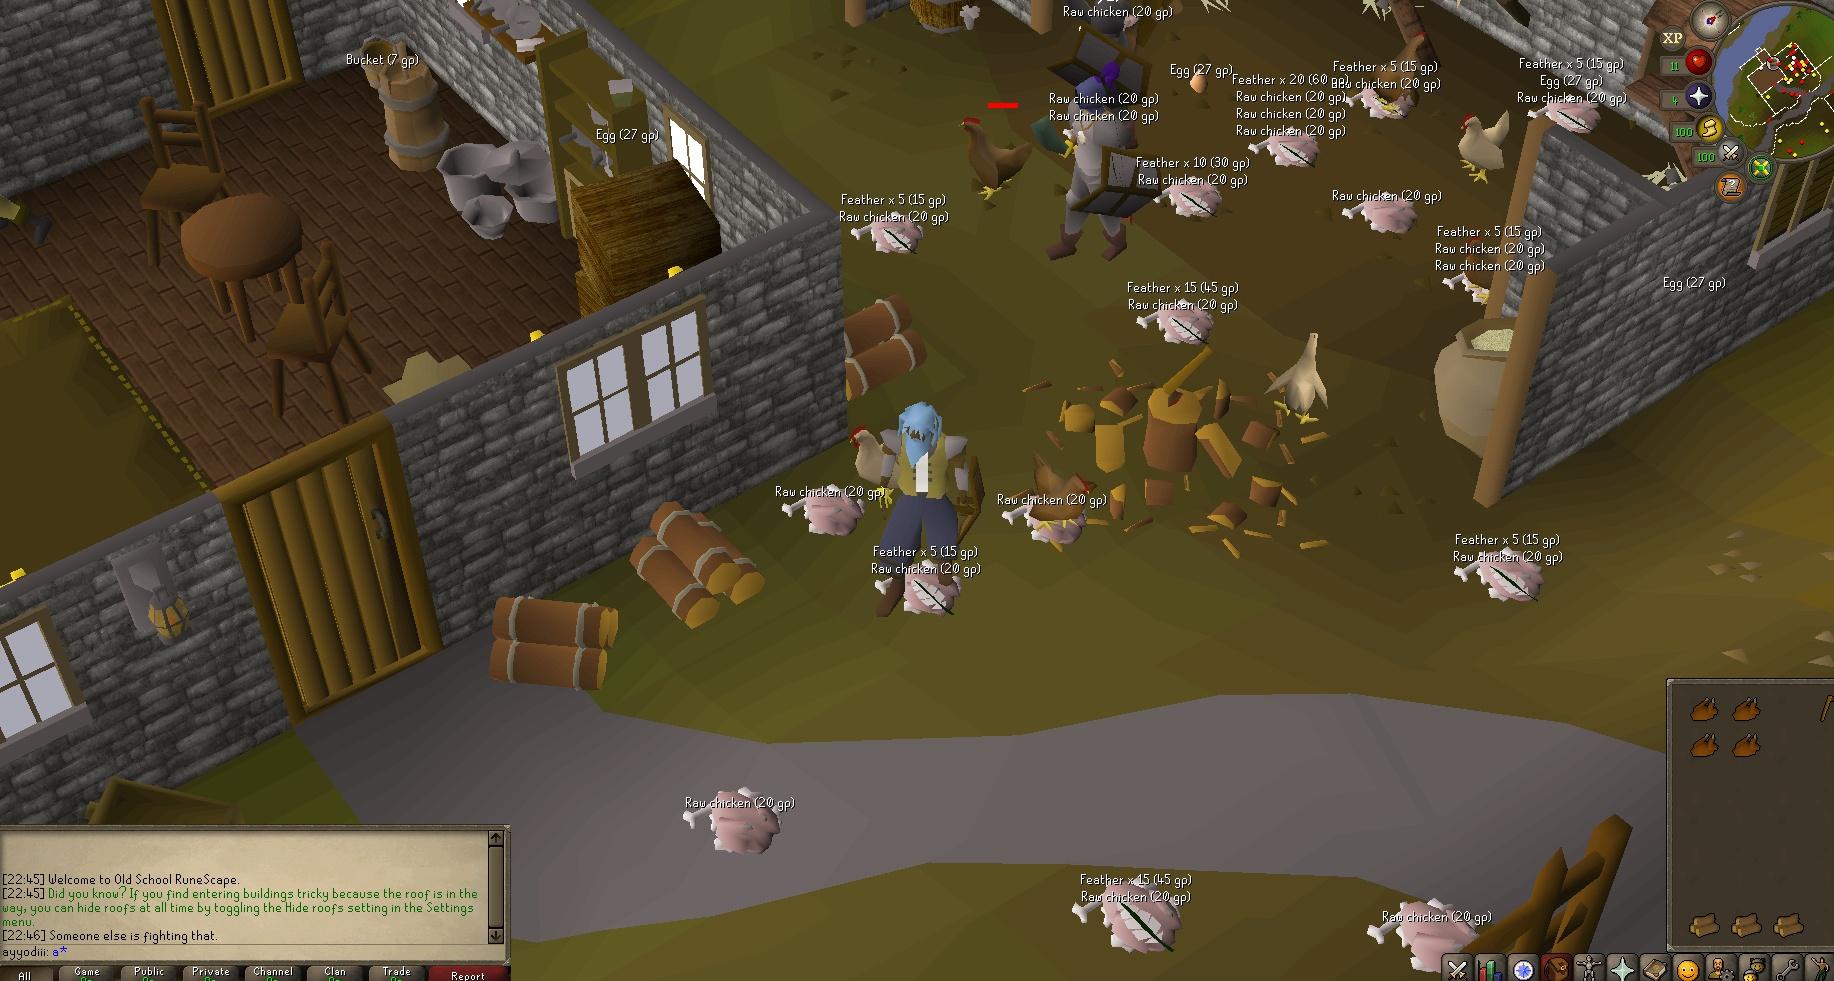 Raw chicken (20 gp)
Bucket (7 gp)
Egg (27 gp)
Egg (27 gp)
Feather x 20 (60 gp)
Raw chicken (20 gp)
Raw chicken (20 gp)
Raw chicken (20 gp)
Feather x 5 (15 gp)
Raw chicken (20 gp)
Feather x 5 (15 gp)
Egg (27 gp)
Raw chicken (20 gp)
Raw chicken (20 gp)
Raw chicken (20 gp)
Feather x 10 (30 gp)
Raw chicken (20 gp)
Feather x 5 (15 gp)
Raw chicken (20 gp)
Raw chicken (20 gp)
Feather x 5 (15 gp)
Raw chicken (20 gp)
Raw chicken (20 gp)
Egg (27 gp)
Feather x 15 (45 gp)
Raw chicken (20 gp)
Raw chicken (20 gp)
Raw chicken (20 gp)
Feather x 5 (15 gp)
Raw chicken (20 gp)
Feather x 5 (15 gp)
Raw chicken (20 gp)
Raw chicken (20 gp)
Feather x 15 (45 gp)
Raw chicken (20 gp)
Raw chicken (20 gp)
XP
11
4
100
100
[22:45] Welcome to Old School RuneScape.
[22:45] Did you know? If you find entering buildings tricky because the roof is in the
way, you can hide roofs at all time by toggling the Hide roofs setting in the Settings
menu.
[22:46] Someone else is fighting that.
ayyodiii: a*
All Game Public Private Channel Clan Trade Report